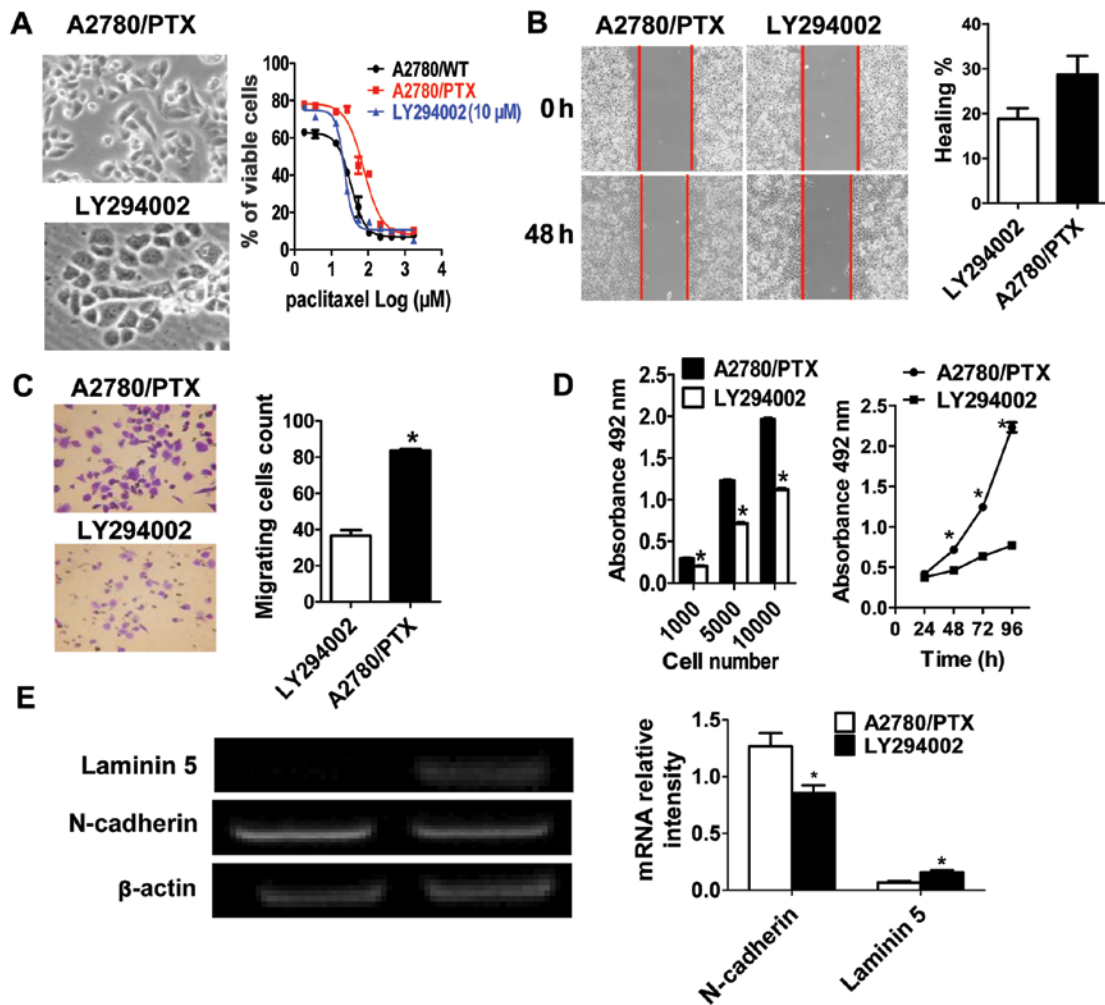 A
A2780/PTX
LY294002
% of viable cells
100
80
60
40
20
0
0 1 2 3 4
paclitaxel Log (µM)
A2780/WT
A2780/PTX
LY294002 (10 µM)
B
A2780/PTX LY294002
0 h
48 h
Healing %
40
30
20
10
0
LY294002
A2780/PTX
C
A2780/PTX
LY294002
Migrating cells count
100
80
60
40
20
0
*
LY294002
A2780/PTX
D
A2780/PTX
LY294002
Absorbance 492 nm
2.5
2.0
1.5
1.0
0.5
0.0
* * *
1000
5000
10000
Cell number
A2780/PTX
LY294002
Absorbance 492 nm
2.5
2.0
1.5
1.0
0.5
0.0
* * *
0 24 48 72 96
Time (h)
E
Laminin 5
N-cadherin
β-actin
A2780/PTX
LY294002
mRNA relative
intensity
1.5
1.0
0.5
0.0
* *
N-cadherin
Laminin 5